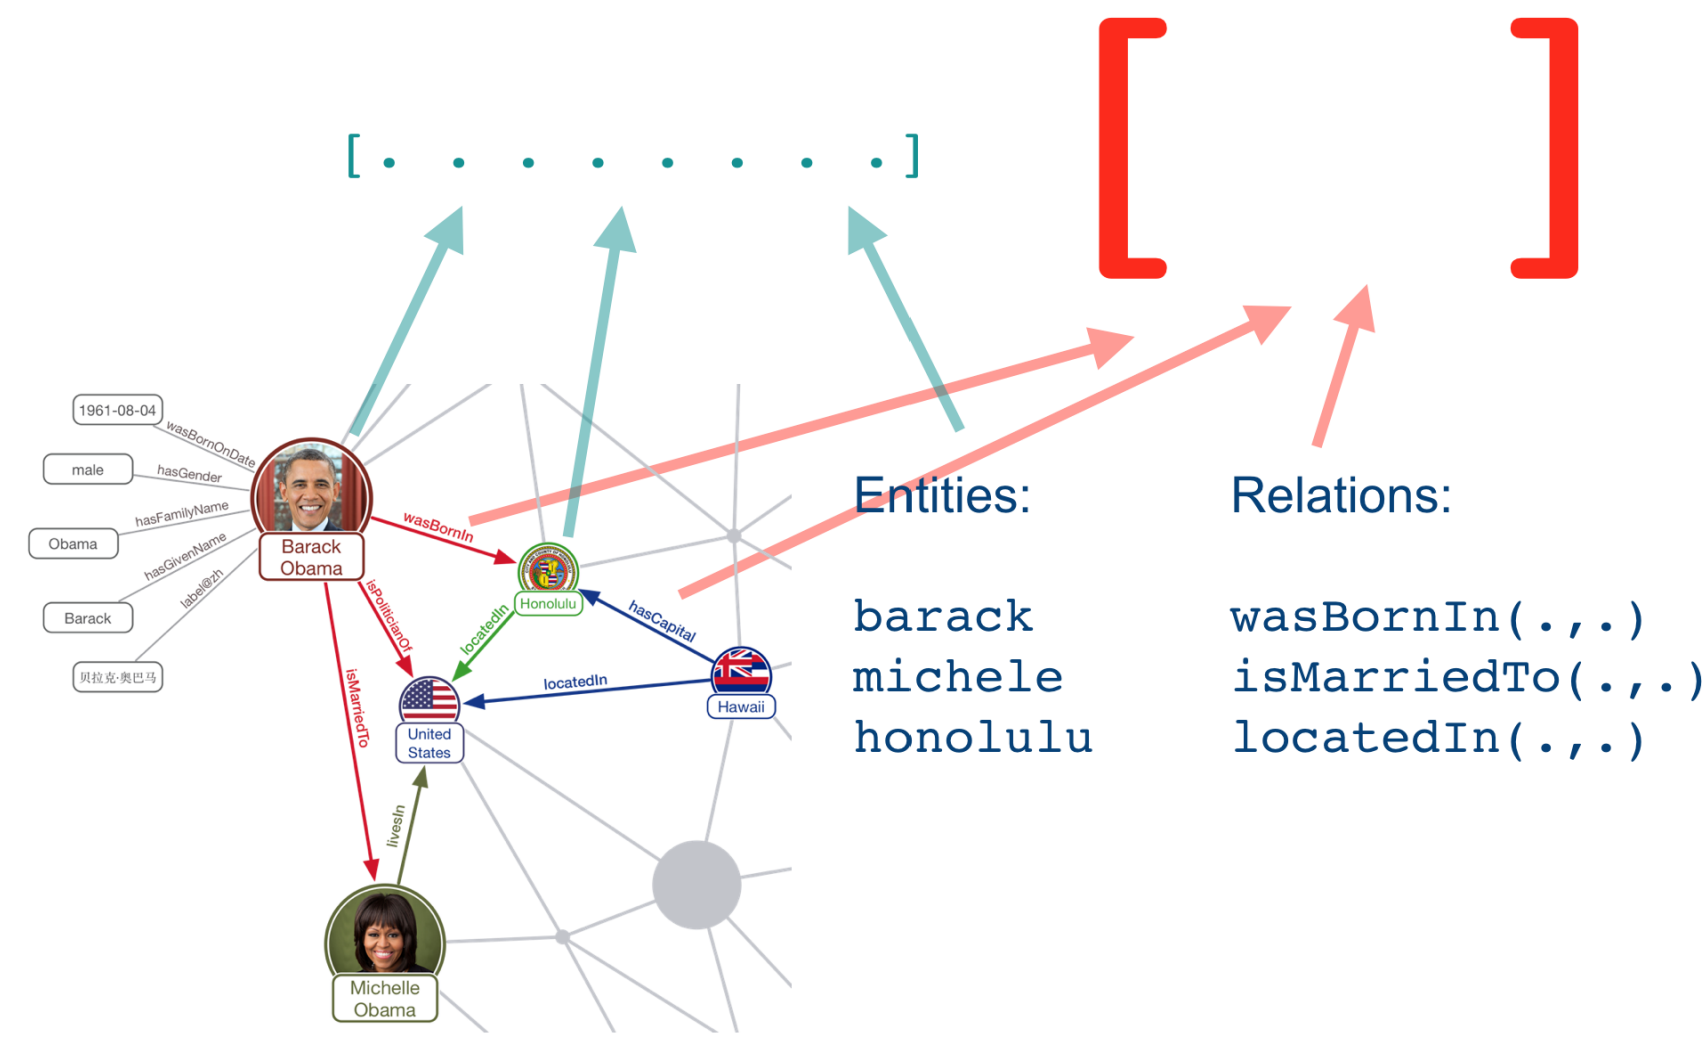 [. . . . . . . .]
[ ]
1961-08-04
wasBornOnDate
male
hasGender
Obama
hasFamilyName
Barack
hasGivenName
贝拉克·奥巴马
label@zh
Barack
Obama
wasBornIn
isPoliticianOf
isMarriedTo
Honolulu
locatedIn
hasCapital
locatedIn
Hawaii
United
States
livesIn
Michelle
Obama
Entities:
barack
michele
honolulu
Relations:
wasBornIn(.,.)
isMarriedTo(.,.)
locatedIn(.,.)